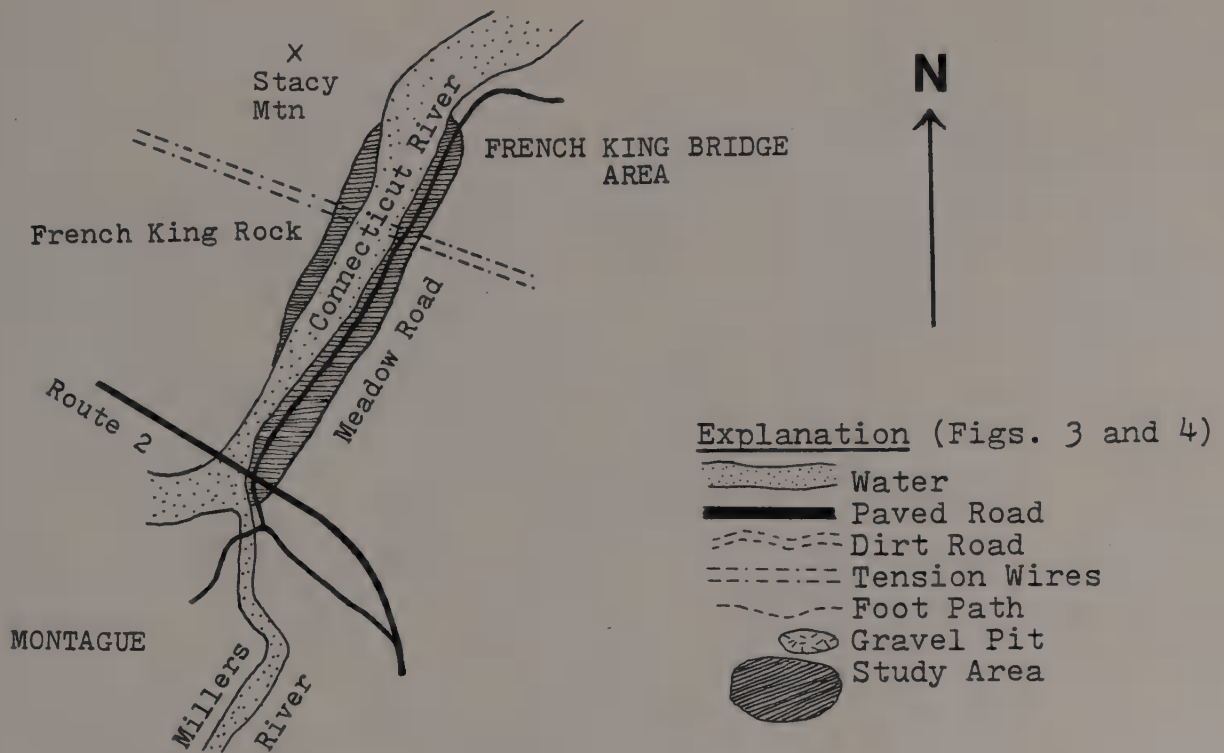 X
Stacy
Mtn
N
FRENCH KING BRIDGE
AREA
Connecticut River
French King Rock
Meadow Road
Route 2
Explanation (Figs. 3 and 4)
Water
Paved Road
Dirt Road
Tension Wires
Foot Path
Gravel Pit
Study Area
MONTAGUE
Millers
River